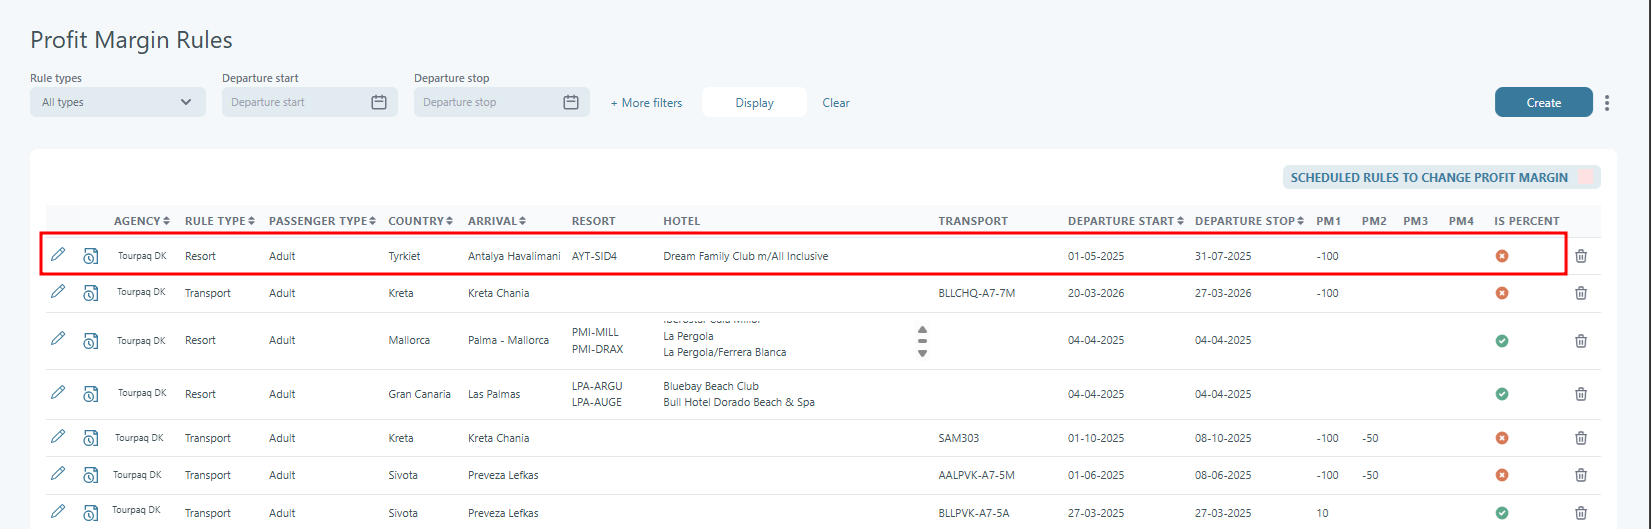 Profit Margin Rules
Rule types Departure start Departure stop
All types Departure start Departure stop + More filters Display Clear Create
SCHEDULED RULES TO CHANGE PROFIT MARGIN
AGENCY RULE TYPE PASSENGER TYPE COUNTRY ARRIVAL RESORT HOTEL TRANSPORT DEPARTURE START DEPARTURE STOP PM1 PM2 PM3 PM4 IS PERCENT
Tourpaq DK Resort Adult Tyrkiet Antalya Havalimani AYT-SID4 Dream Family Club m/All Inclusive 01-05-2025 31-07-2025 -100
Tourpaq DK Transport Adult Kreta Kreta Chania BLLCHQ-A7-7M 20-03-2026 27-03-2026 -100
PMI-MILL La Pergola
Tourpaq DK Resort Adult Mallorca Palma - Mallorca 04-04-2025 04-04-2025
PMI-DRAX La Pergola/Ferrera Blanca
LPA-ARGU Bluebay Beach Club
Tourpaq DK Resort Adult Gran Canaria Las Palmas 04-04-2025 04-04-2025
LPA-AUGE Bull Hotel Dorado Beach & Spa
Tourpaq DK Transport Adult Kreta Kreta Chania SAM303 01-10-2025 08-10-2025 -100 -50
Tourpaq DK Transport Adult Sivota Preveza Lefkas AALPVK-A7-5M 01-06-2025 08-06-2025 -100 -50
Tourpaq DK Transport Adult Sivota Preveza Lefkas BLLPVK-A7-5A 27-03-2025 27-03-2025 10